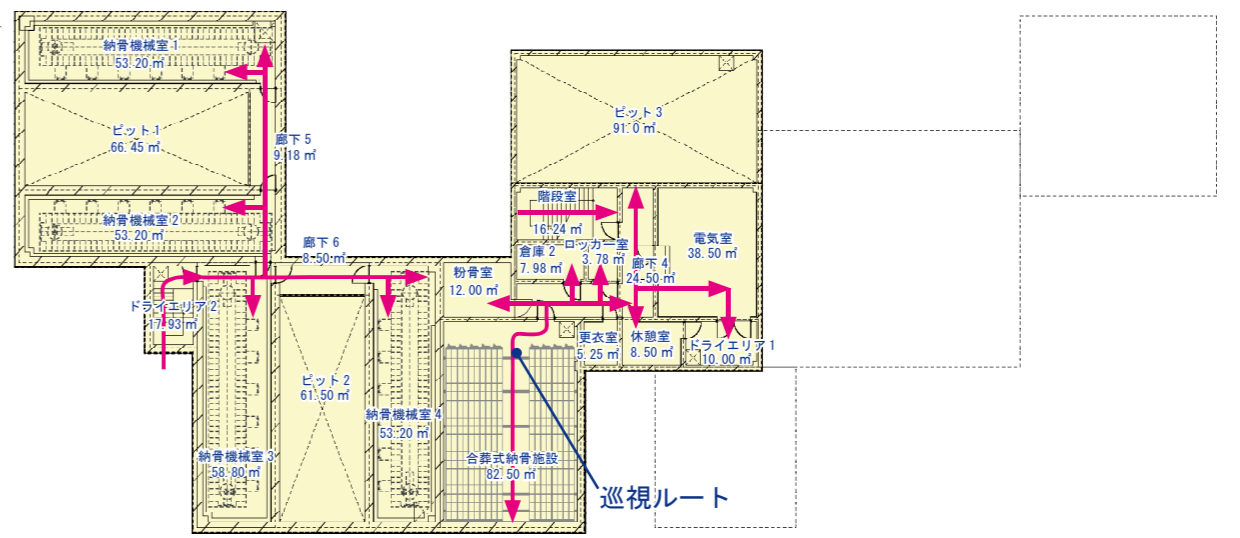 納骨機械室1
53.20 ㎡
ピット1
66.45 ㎡
廊下5
9.18 ㎡
納骨機械室2
53.20 ㎡
廊下6
8.50 ㎡
ドライエリア2
17.93 ㎡
納骨機械室3
58.80 ㎡
ピット2
61.50 ㎡
納骨機械室4
53.20 ㎡
粉骨室
12.00 ㎡
合葬式納骨施設
82.50 ㎡
ピット3
91.0 ㎡
階段室
16.24 ㎡
倉庫2
7.98 ㎡
ロッカー室
3.78 ㎡
廊下4
24.50 ㎡
電気室
38.50 ㎡
更衣室
5.25 ㎡
休憩室
8.50 ㎡
ドライエリア1
10.00 ㎡
巡視ルート